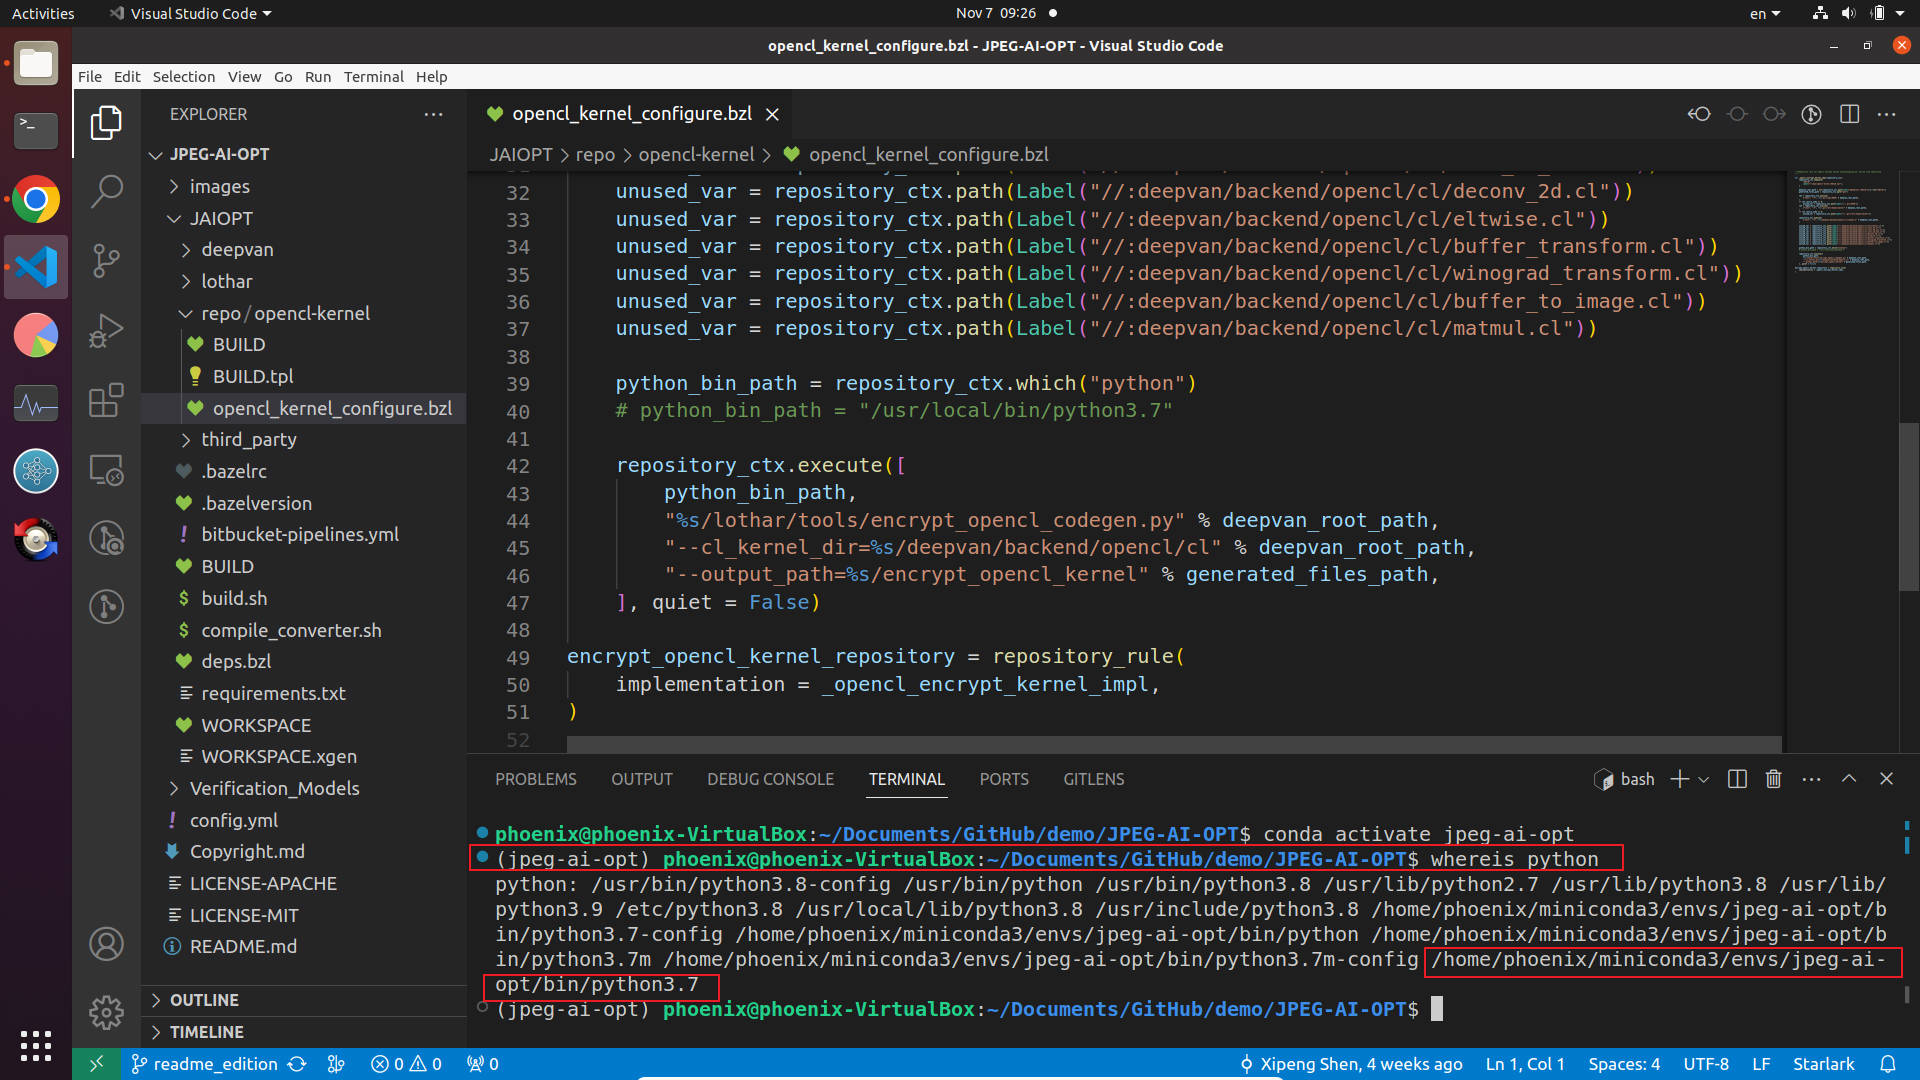 Activities
Visual Studio Code
Nov 7 09:26
en
opencl_kernel_configure.bzl - JPEG-AI-OPT - Visual Studio Code
File Edit Selection View Go Run Terminal Help
EXPLORER
JPEG-AI-OPT
images
JAIOPT
deepvan
lothar
repo / opencl-kernel
BUILD
BUILD.tpl
opencl_kernel_configure.bzl
third_party
.bazelrc
.bazelversion
bitbucket-pipelines.yml
BUILD
build.sh
compile_converter.sh
deps.bzl
requirements.txt
WORKSPACE
WORKSPACE.xgen
Verification_Models
config.yml
Copyright.md
LICENSE-APACHE
LICENSE-MIT
README.md
OUTLINE
TIMELINE
opencl_kernel_configure.bzl
JAIOPT > repo > opencl-kernel > opencl_kernel_configure.bzl
32 unused_var = repository_ctx.path(Label("//:deepvan/backend/opencl/cl/deconv_2d.cl"))
33 unused_var = repository_ctx.path(Label("//:deepvan/backend/opencl/cl/eltwise.cl"))
34 unused_var = repository_ctx.path(Label("//:deepvan/backend/opencl/cl/buffer_transform.cl"))
35 unused_var = repository_ctx.path(Label("//:deepvan/backend/opencl/cl/winograd_transform.cl"))
36 unused_var = repository_ctx.path(Label("//:deepvan/backend/opencl/cl/buffer_to_image.cl"))
37 unused_var = repository_ctx.path(Label("//:deepvan/backend/opencl/cl/matmul.cl"))
38
39 python_bin_path = repository_ctx.which("python")
40 # python_bin_path = "/usr/local/bin/python3.7"
41
42 repository_ctx.execute([
43 python_bin_path,
44 "%s/lothar/tools/encrypt_opencl_codegen.py" % deepvan_root_path,
45 "--cl_kernel_dir=%s/deepvan/backend/opencl/cl" % deepvan_root_path,
46 "--output_path=%s/encrypt_opencl_kernel" % generated_files_path,
47 ], quiet = False)
48
49 encrypt_opencl_kernel_repository = repository_rule(
50 implementation = _opencl_encrypt_kernel_impl,
51 )
52
PROBLEMS OUTPUT DEBUG CONSOLE TERMINAL PORTS GITLENS
bash
phoenix@phoenix-VirtualBox:~/Documents/GitHub/demo/JPEG-AI-OPT$ conda activate jpeg-ai-opt
(jpeg-ai-opt) phoenix@phoenix-VirtualBox:~/Documents/GitHub/demo/JPEG-AI-OPT$ whereis python
python: /usr/bin/python3.8-config /usr/bin/python /usr/bin/python3.8 /usr/lib/python2.7 /usr/lib/python3.8 /usr/lib/
python3.9 /etc/python3.8 /usr/local/lib/python3.8 /usr/include/python3.8 /home/phoenix/miniconda3/envs/jpeg-ai-opt/b
in/python3.7-config /home/phoenix/miniconda3/envs/jpeg-ai-opt/bin/python /home/phoenix/miniconda3/envs/jpeg-ai-opt/b
in/python3.7m /home/phoenix/miniconda3/envs/jpeg-ai-opt/bin/python3.7m-config /home/phoenix/miniconda3/envs/jpeg-ai-
opt/bin/python3.7
(jpeg-ai-opt) phoenix@phoenix-VirtualBox:~/Documents/GitHub/demo/JPEG-AI-OPT$
readme_edition 0 0 0 Xipeng Shen, 4 weeks ago Ln 1, Col 1 Spaces: 4 UTF-8 LF Starlark